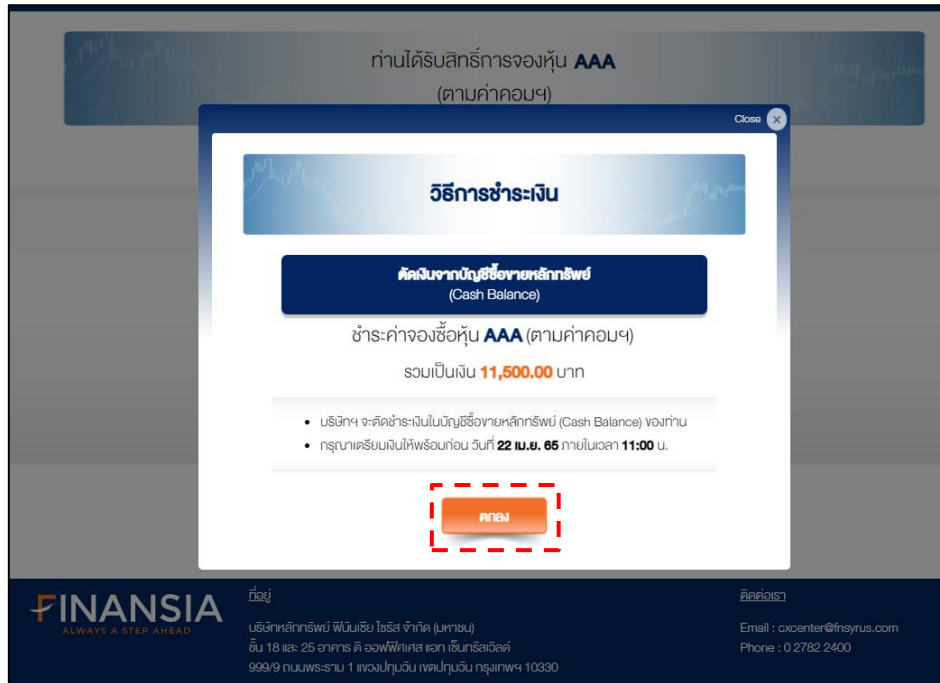 ท่านได้รับสิทธิ์การจองหุ้น AAA
(ตามค่าคอมฯ)
Close
วิธีการชำระเงิน
ตัดเงินจากบัญชีซื้อขายหลักทรัพย์
(Cash Balance)
ชำระค่าจองซื้อหุ้น AAA (ตามค่าคอมฯ)
รวมเป็นเงิน 11,500.00 บาท
• บริษัทฯ จะตัดชำระเงินในบัญชีซื้อขายหลักทรัพย์ (Cash Balance) ของท่าน
• กรุณาเตรียมเงินให้พร้อมก่อน วันที่ 22 เม.ย. 65 ภายในเวลา 11:00 น.
ตกลง
FINANSIA
ALWAYS A STEP AHEAD
ที่อยู่
บริษัทหลักทรัพย์ ฟินันเซีย ไซรัส จำกัด (มหาชน)
ชั้น 18 และ 25 อาคาร ดิ ออฟฟิศเศส แอท เซ็นทรัลเวิลด์
999/9 ถนนพระราม 1 แขวงปทุมวัน เขตปทุมวัน กรุงเทพฯ 10330
ติดต่อเรา
Email : cxcenter@fnsyrus.com
Phone : 0 2782 2400